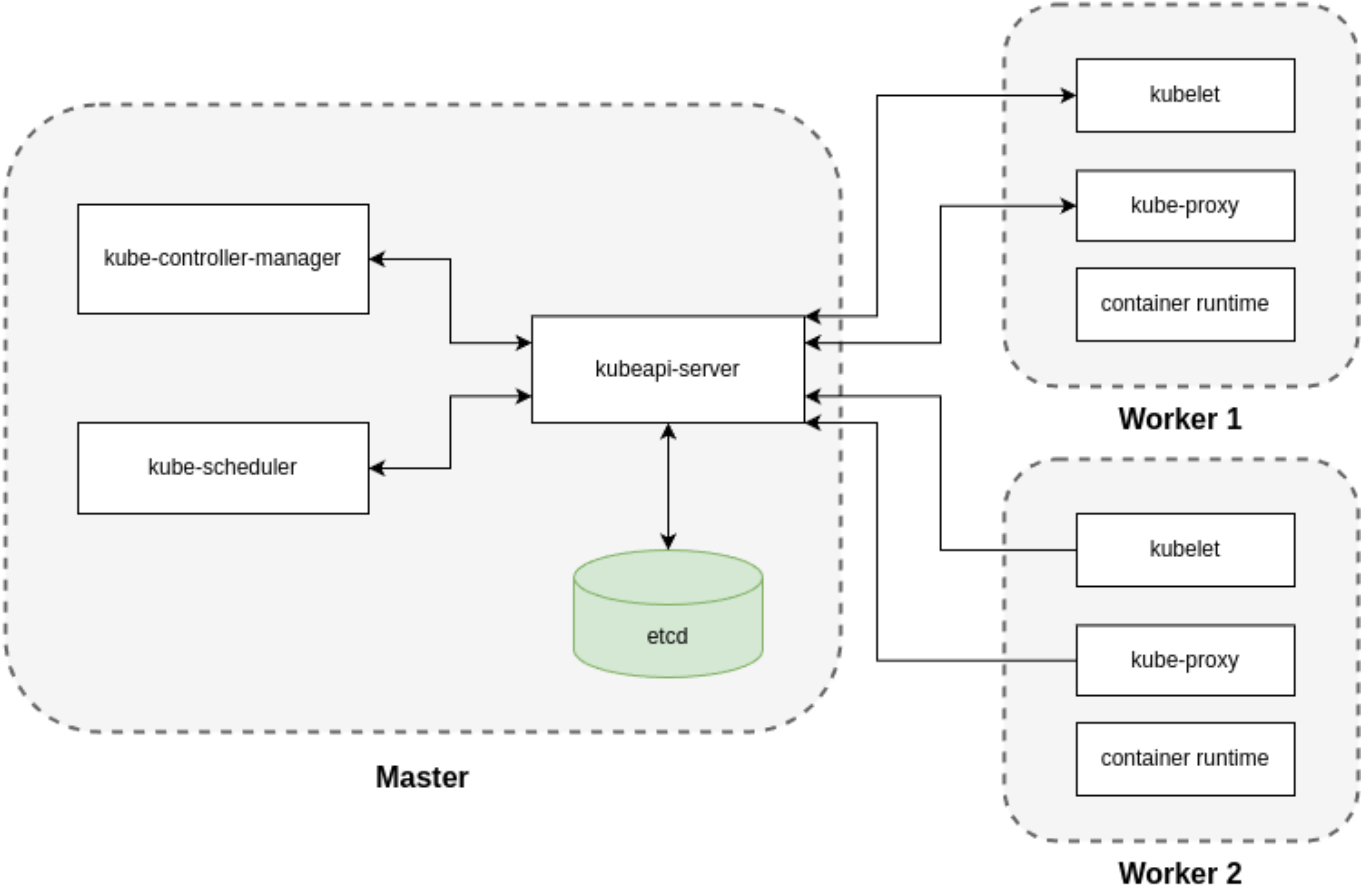 kube-controller-manager
kube-scheduler
kubeapi-server
etcd
Master
kubelet
kube-proxy
container runtime
Worker 1
kubelet
kube-proxy
container runtime
Worker 2